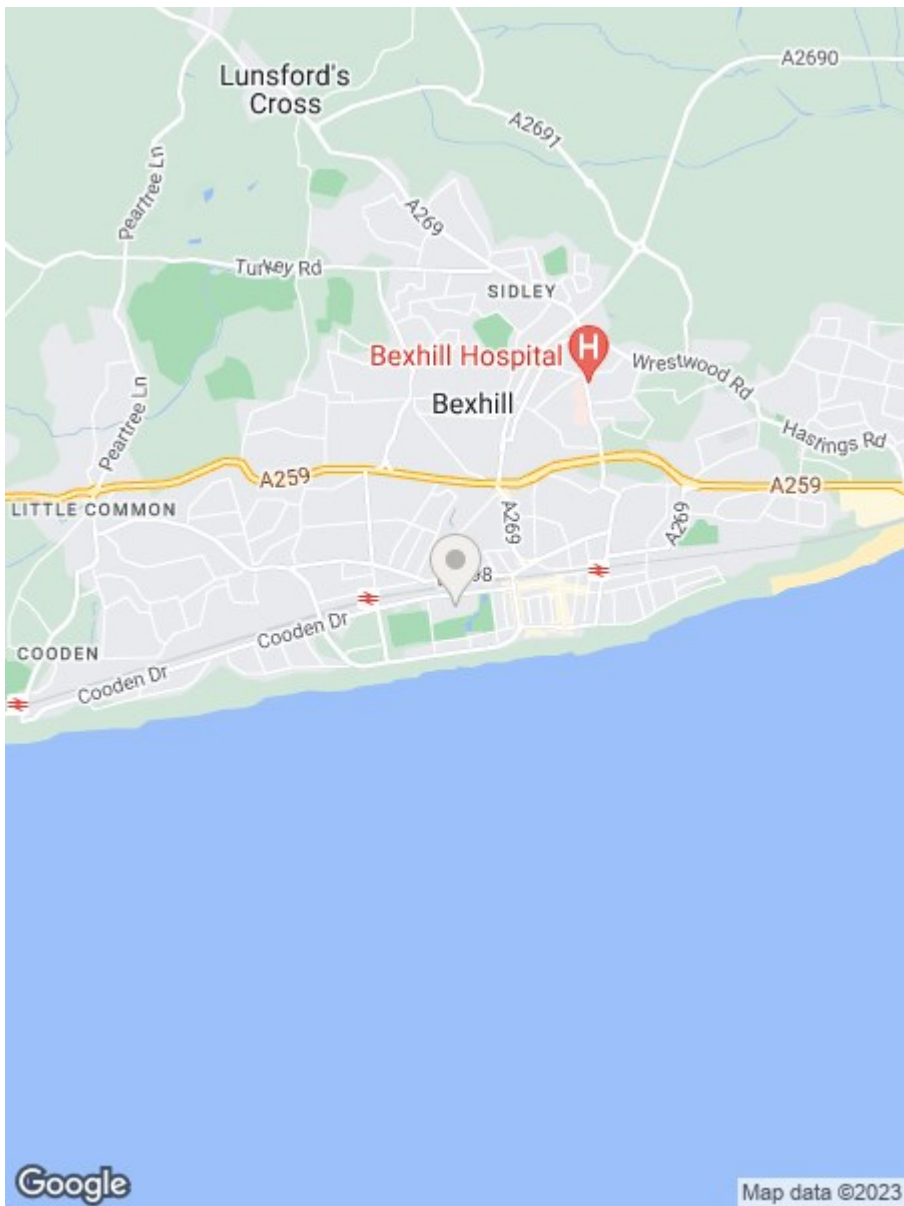 A2690
Lunsford's
Cross
A2691
Peartree Ln
A269
Turkey Rd
SIDLEY
Bexhill Hospital
H
Wrestwood Rd
Bexhill
Peartree Ln
Hastings Rd
A259
A259
LITTLE COMMON
A269
A269
98
Cooden Dr
COODEN
Cooden Dr
Google
Map data ©2023